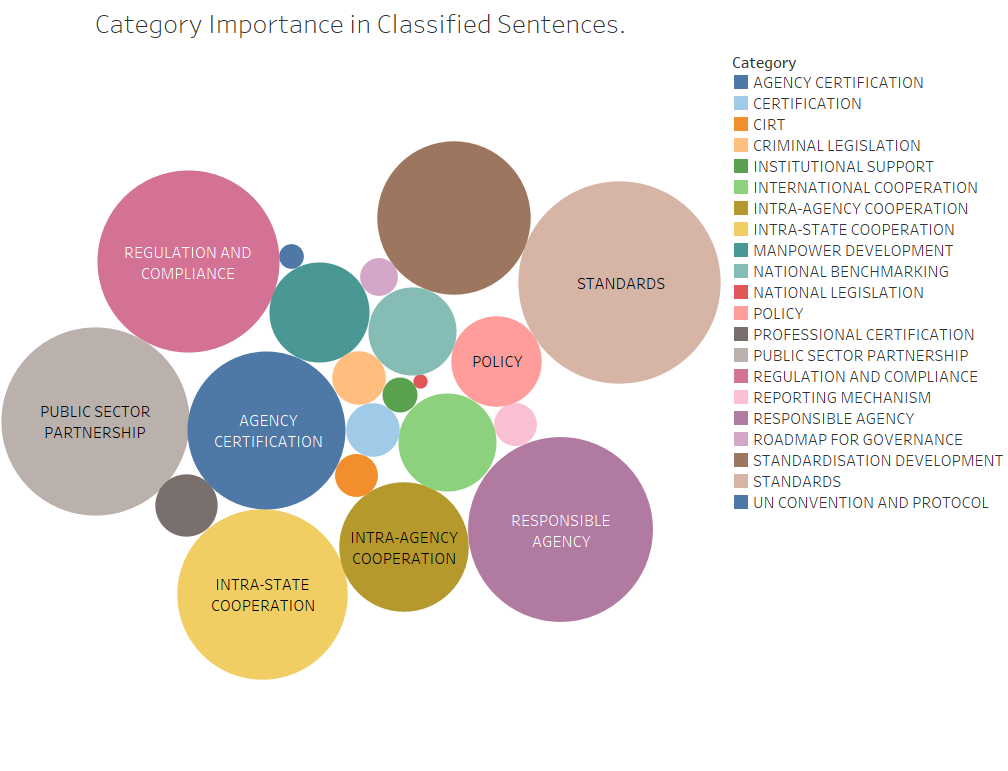 Category Importance in Classified Sentences.
Category
AGENCY CERTIFICATION
CERTIFICATION
CIRT
CRIMINAL LEGISLATION
INSTITUTIONAL SUPPORT
INTERNATIONAL COOPERATION
INTRA-AGENCY COOPERATION
INTRA-STATE COOPERATION
MANPOWER DEVELOPMENT
NATIONAL BENCHMARKING
NATIONAL LEGISLATION
POLICY
PROFESSIONAL CERTIFICATION
PUBLIC SECTOR PARTNERSHIP
REGULATION AND COMPLIANCE
REPORTING MECHANISM
RESPONSIBLE AGENCY
ROADMAP FOR GOVERNANCE
STANDARDISATION DEVELOPMENT
STANDARDS
UN CONVENTION AND PROTOCOL
REGULATION AND
COMPLIANCE
STANDARDS
POLICY
PUBLIC SECTOR
PARTNERSHIP
AGENCY
CERTIFICATION
RESPONSIBLE
AGENCY
INTRA-AGENCY
COOPERATION
INTRA-STATE
COOPERATION